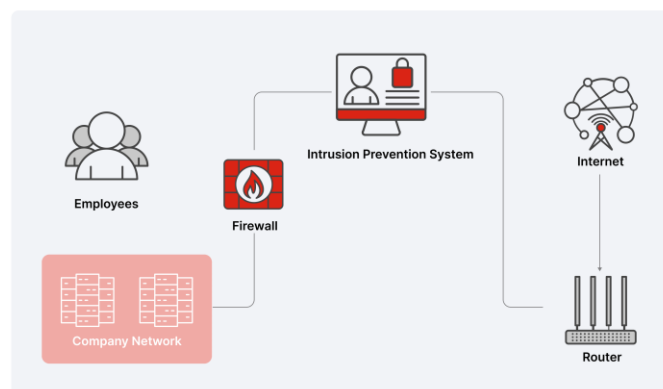 Intrusion Prevention System
Internet
Employees
Firewall
Company Network
Router